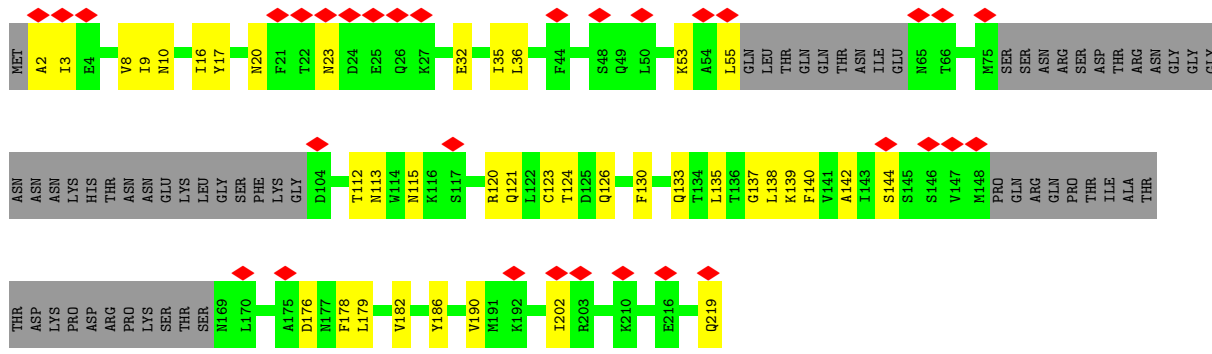 MET A2 I3 E4 V8 I9 N10 I16 Y17 N20 F21 T22 N23 D24 E25 Q26 K27 E32 I35 L36 F44 S48 Q49 L50 K53 A54 L55 GLN LEU THR GLN GLN THR ASN ILE GLU N65 T66 M75 SER SER ASN ARG SER ASP THR ARG ASN GLY GLY GLY
ASN ASN ASN LYS HIS THR ASN ASN GLU LYS LEU GLY SER PHE LYS GLY D104 T112 N113 W114 N115 K116 S117 R120 Q121 L122 C123 T124 D125 Q126 F130 Q133 T134 L135 T136 G137 L138 K139 F140 V141 A142 I143 S144 S145 S146 V147 M148 PRO GLN ARG GLN PRO THR ILE ALA THR
THR ASP LYS PRO ASP ARG PRO LYS SER THR SER N169 L170 A175 D176 N177 F178 L179 V182 Y186 V190 M191 K192 I202 R203 K210 E216 Q219